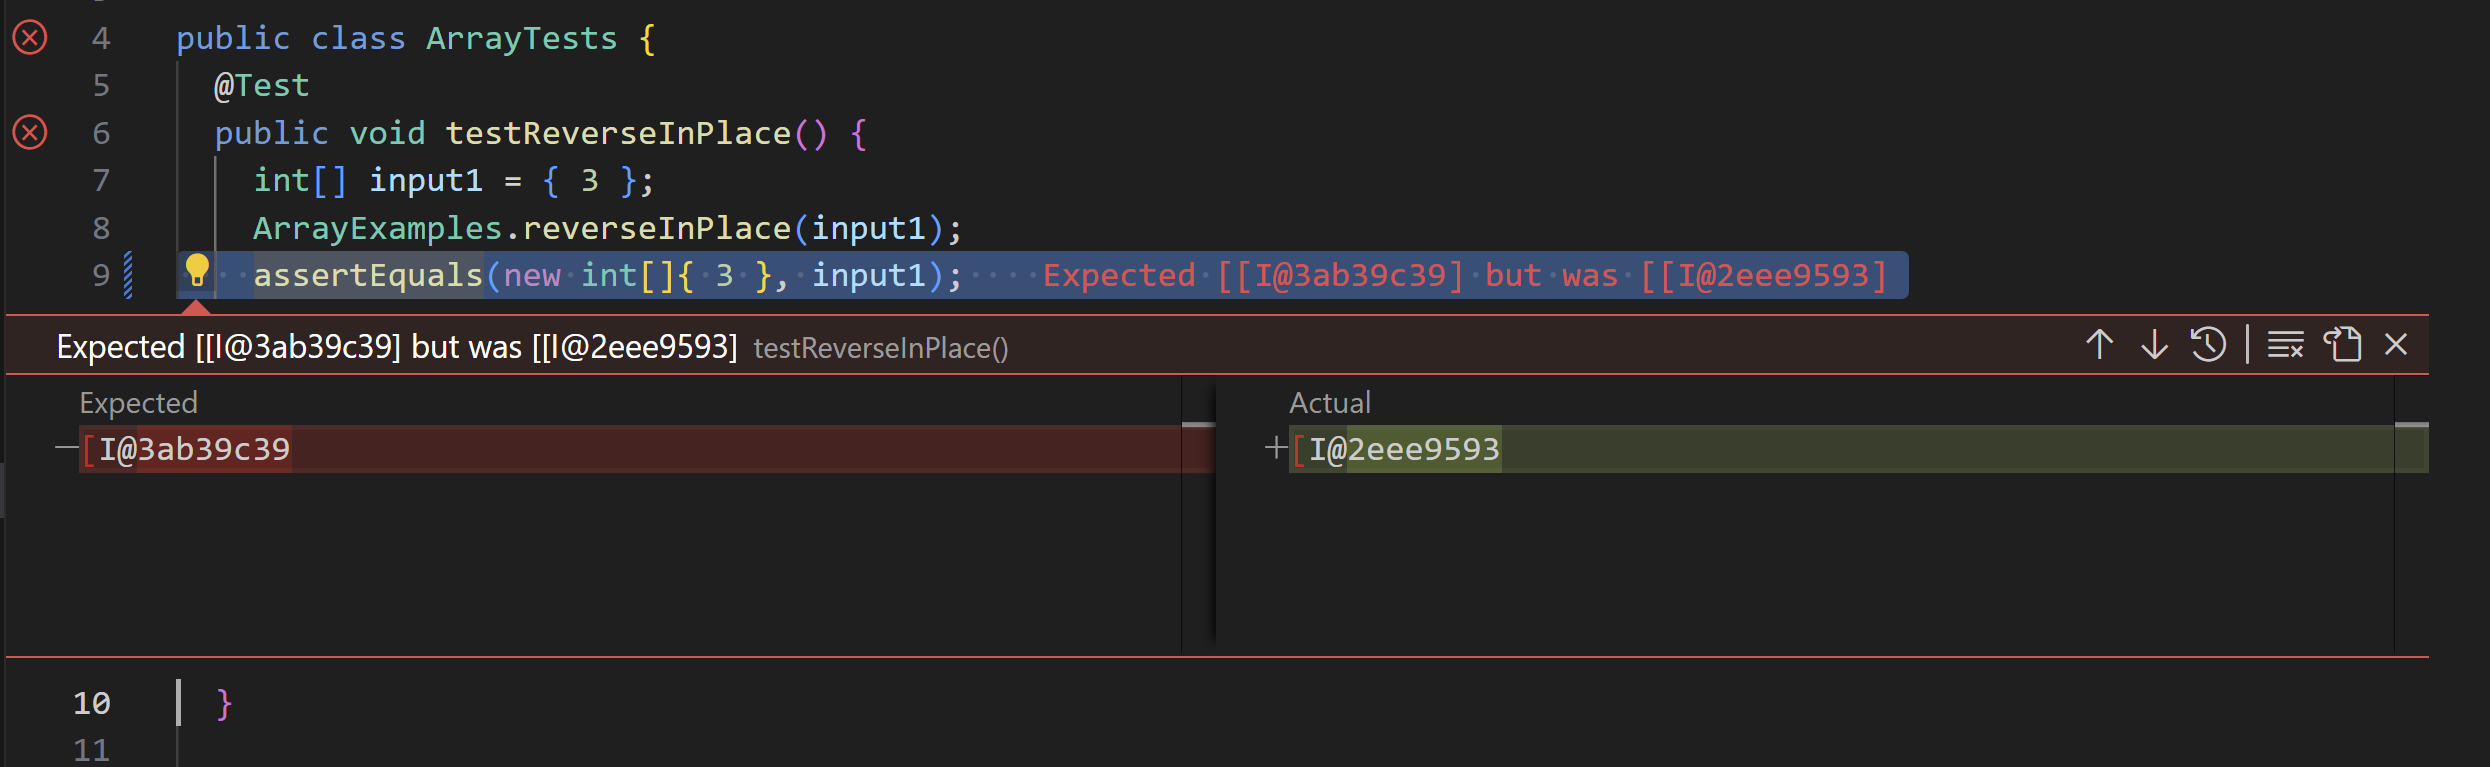 4 public class ArrayTests {
5 @Test
6 public void testReverseInPlace() {
7 int[] input1 = { 3 };
8 ArrayExamples.reverseInPlace(input1);
9 assertEquals(new int[]{ 3 }, input1); Expected [[I@3ab39c39] but was [[I@2eee9593]
Expected [[I@3ab39c39] but was [[I@2eee9593] testReverseInPlace()
Expected Actual
[I@3ab39c39 [I@2eee9593
10 }
11